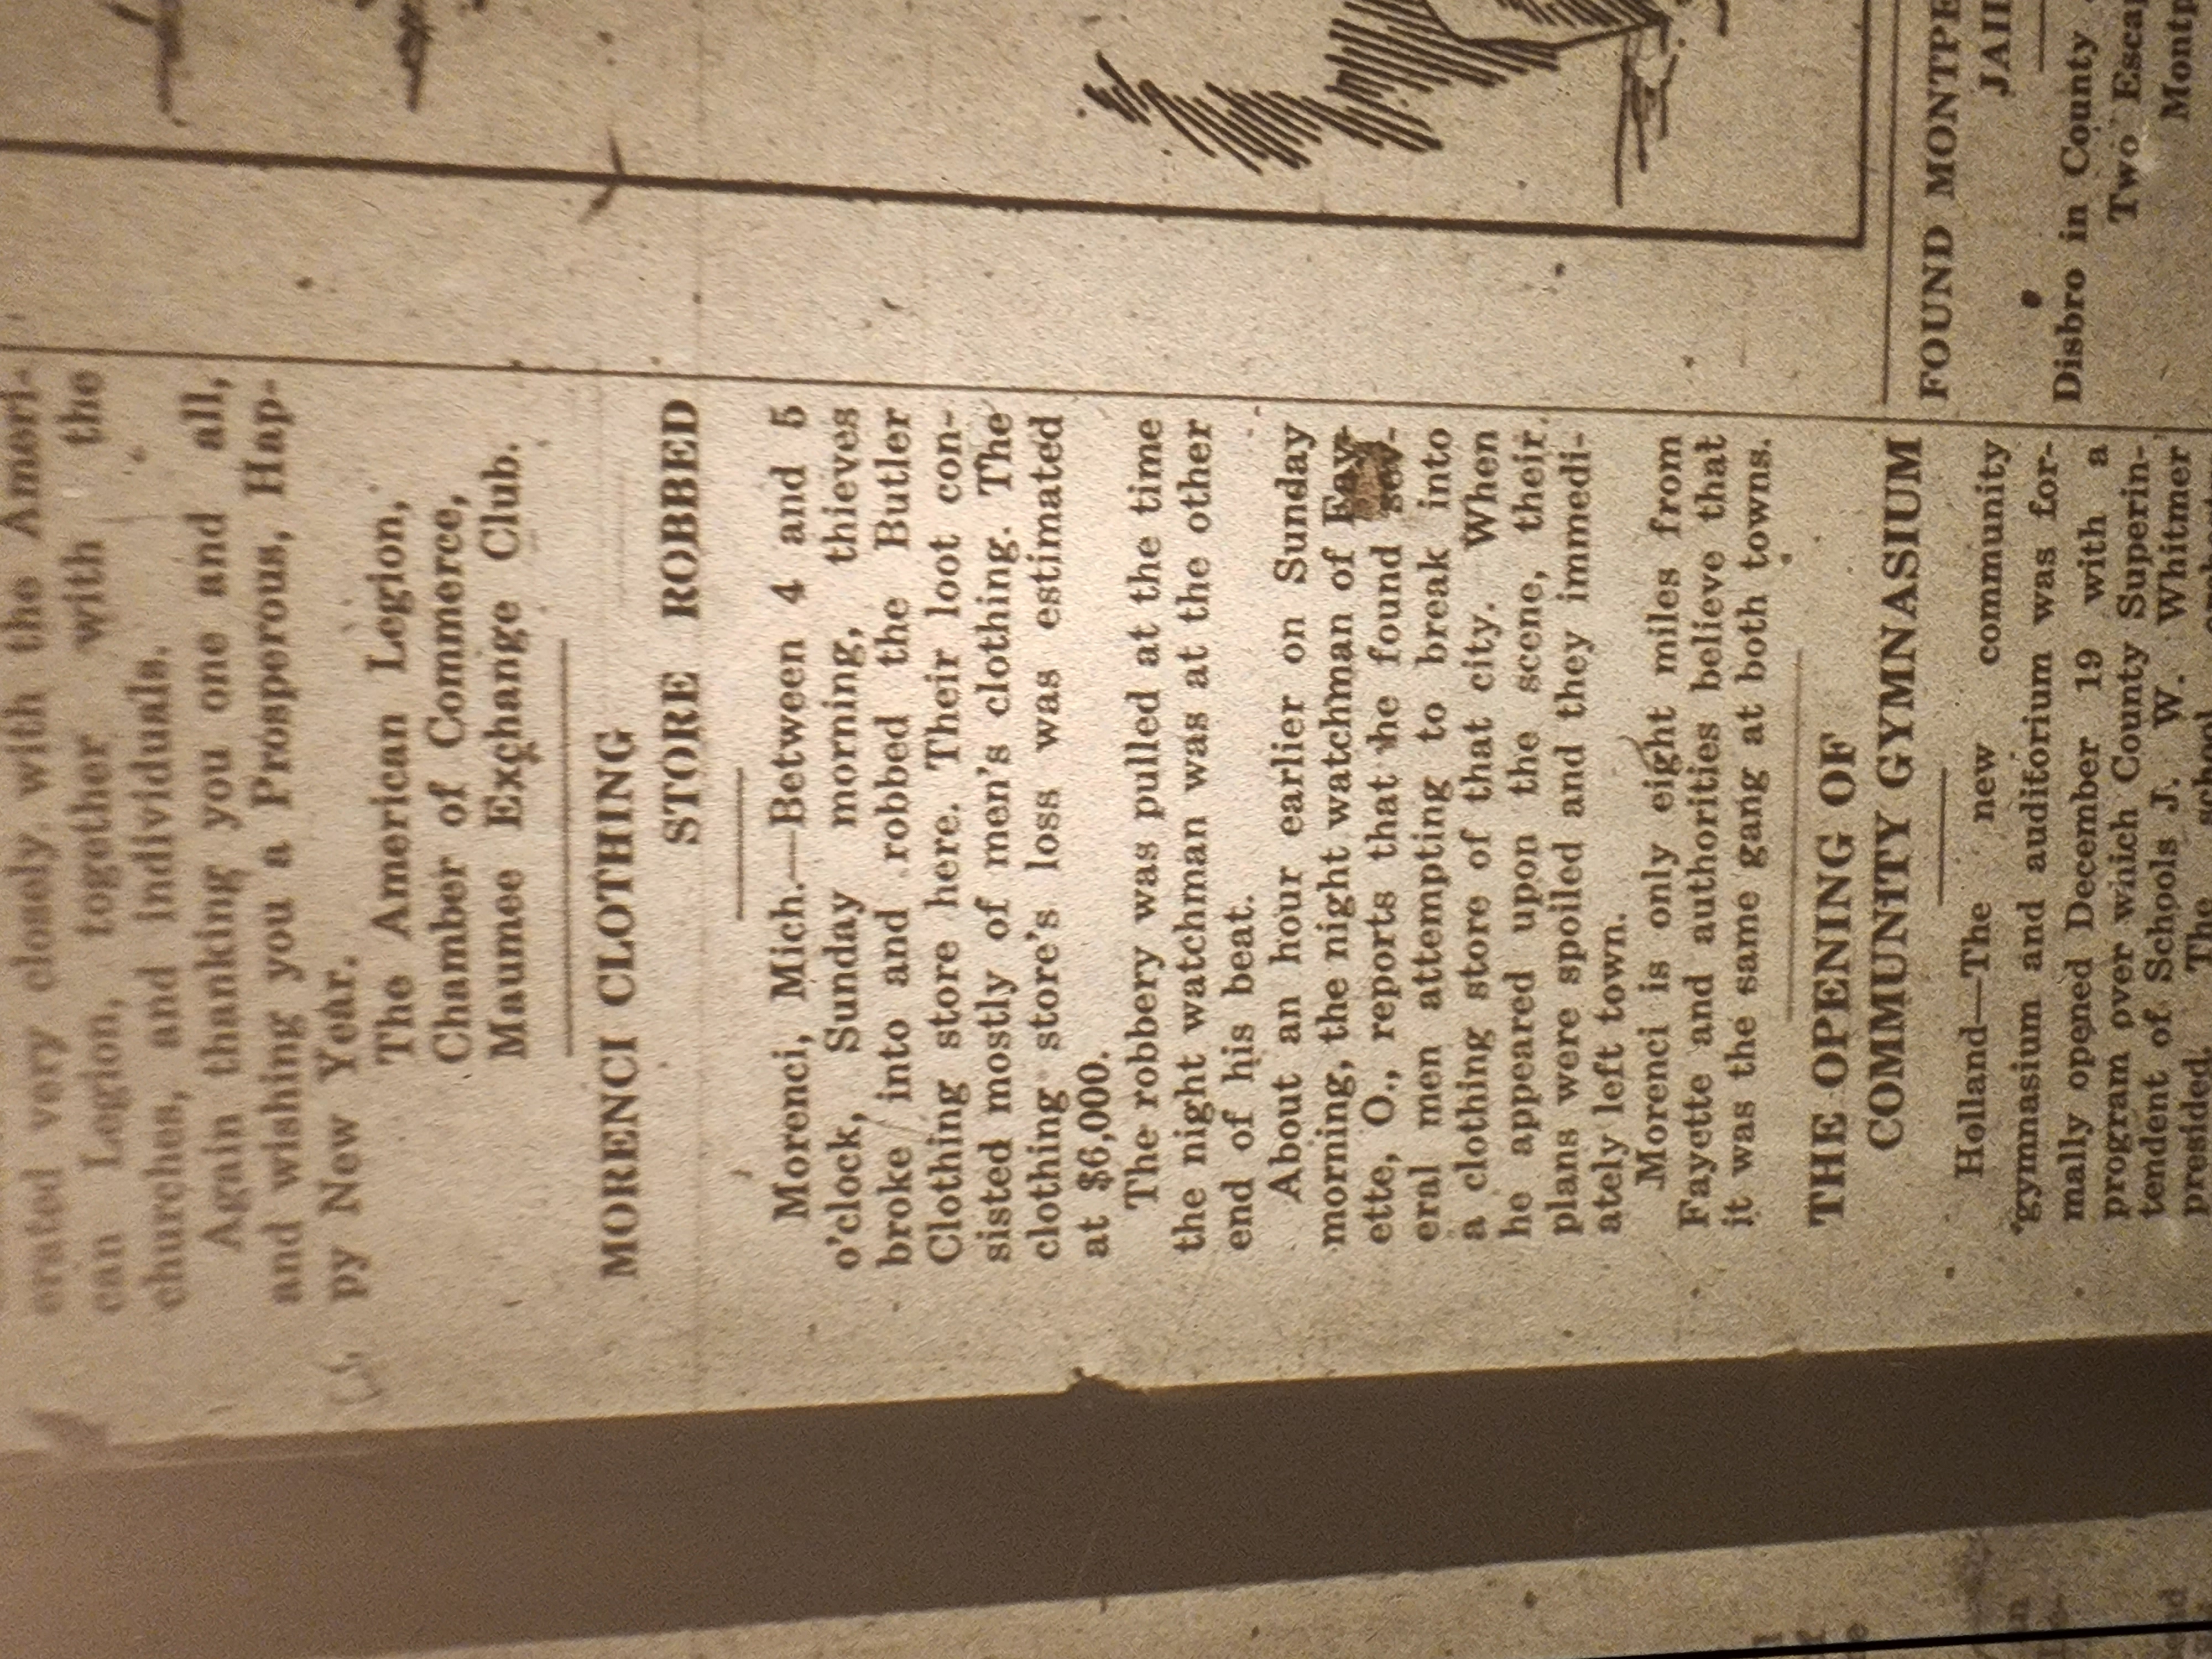 erated very closely with the Ameri-
can Legion, together with the
churches, and individuals.
Again thanking you one and all,
and wishing you a Prosperous, Hap-
py New Year.
The American Legion,
Chamber of Commerce,
Maumee Exchange Club.
MORENCI CLOTHING
STORE ROBBED
Morenci, Mich.—Between 4 and 5
o'clock, Sunday morning, thieves
broke into and robbed the Butler
Clothing store here. Their loot con-
sisted mostly of men's clothing. The
clothing store's loss was estimated
at $6,000.
The robbery was pulled at the time
the night watchman was at the other
end of his beat.
About an hour earlier on Sunday
morning, the night watchman of Fay-
ette, O., reports that he found sev-
eral men attempting to break into
a clothing store of that city. When
he appeared upon the scene, their
plans were spoiled and they immedi-
ately left town.
Morenci is only eight miles from
Fayette and authorities believe that
it was the same gang at both towns.
THE OPENING OF
COMMUNITY GYMNASIUM
Holland—The new community
gymnasium and auditorium was for-
mally opened December 19 with a
program over which County Superin-
tendent of Schools J. W. Whitmer
presided. The
FOUND MONTPE
JAIL
Disbro in County
Two Escap
Montp